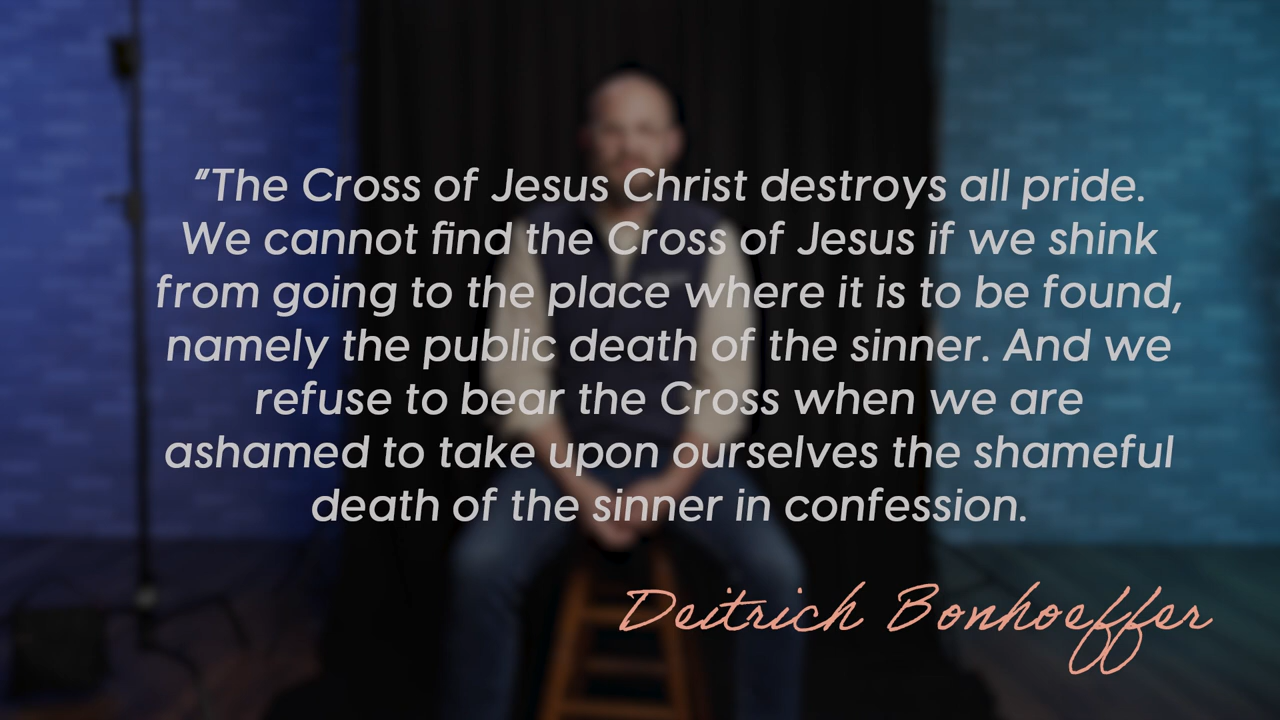 "The Cross of Jesus Christ destroys all pride.
We cannot find the Cross of Jesus if we shink
from going to the place where it is to be found,
namely the public death of the sinner. And we
refuse to bear the Cross when we are
ashamed to take upon ourselves the shameful
death of the sinner in confession.
Deitrich Bonhoeffer